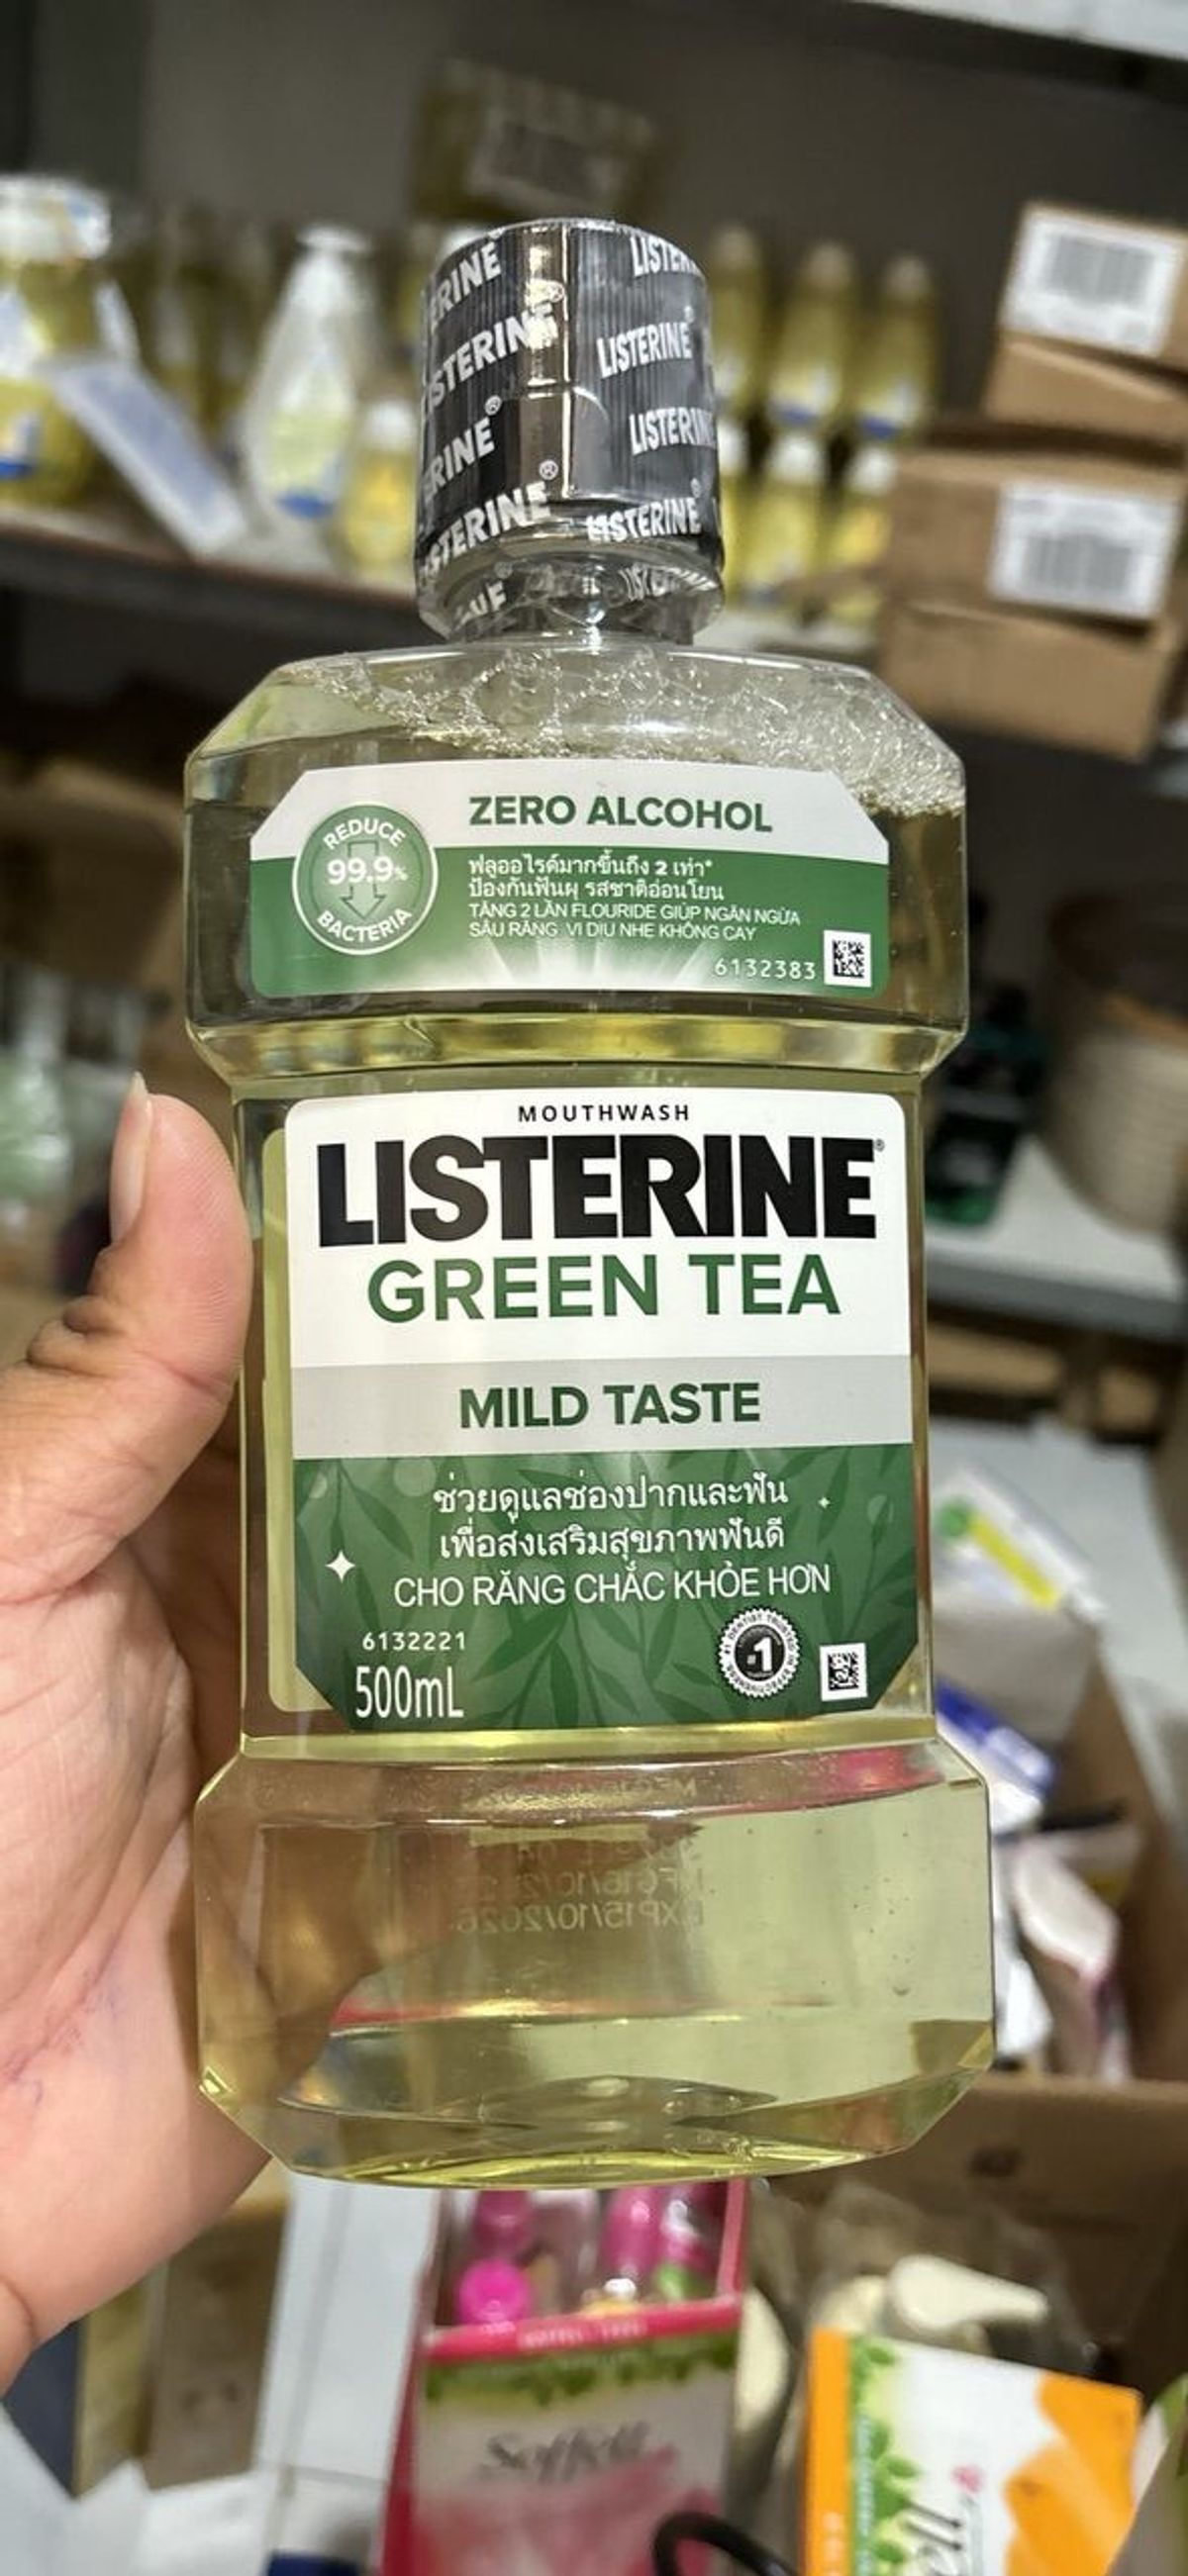 LISTERINE®
LISTERINE
LISTERINE
ZERO ALCOHOL
REDUCE
99.9%
BACTERIA
ฟลูออไรด์มากขึ้นถึง 2 เท่า*
ป้องกันฟันผุ รสชาติอ่อนโยน
TĂNG 2 LẦN FLOURIDE GIÚP NGĂN NGỪA
SÂU RĂNG VỊ DỊU NHẸ KHÔNG CAY
6132383
MOUTHWASH
LISTERINE®
GREEN TEA
MILD TASTE
ช่วยดูแลช่องปากและฟัน
เพื่อส่งเสริมสุขภาพฟันดี
CHO RĂNG CHẮC KHỎE HƠN
6132221
500mL
#1
EXP15/10/2026